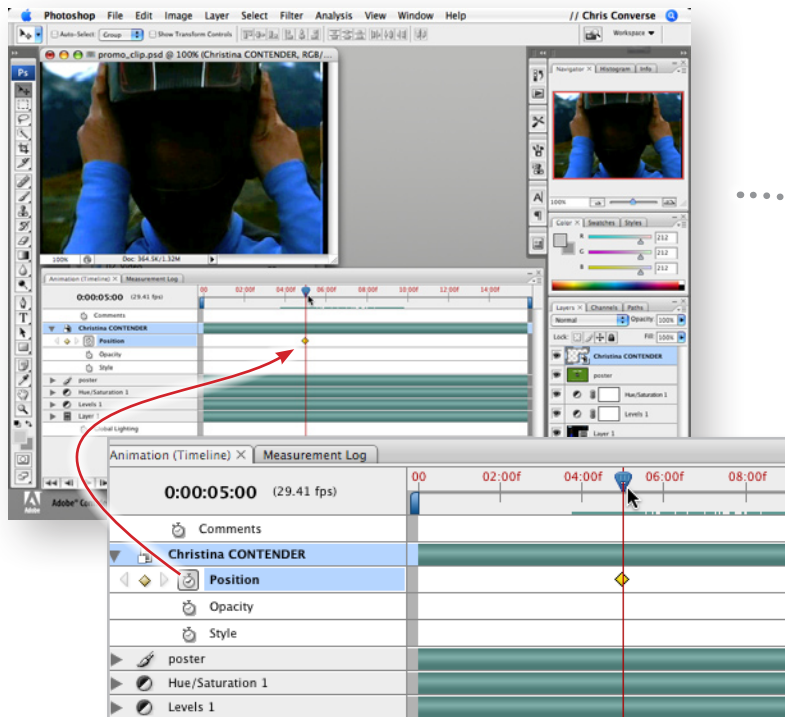 Photoshop File Edit Image Layer Select Filter Analysis View Window Help // Chris Converse
Auto-Select: Group Show Transform Controls Workspace
promo_clip.psd @ 100% (Christina CONTENDER, RGB/...
Ps
Navigator × Histogram Info
100%
Color × Swatches Styles
R 212
G 212
B 212
100% Doc: 364.5K/1.32M
Animation (Timeline) × Measurement Log
0:00:05:00 (29.41 fps) 00 02:00f 04:00f 06:00f 08:00f 10:00f 12:00f 14:00f
Comments
Christina CONTENDER
Position
Opacity
Style
poster
Hue/Saturation 1
Levels 1
Layer 1
Global Lighting
Layers × Channels Paths
Normal Opacity: 100%
Lock: Fill: 100%
Christina CONTENDER
poster
Hue/Saturation 1
Levels 1
Layer 1
Adobe
Animation (Timeline) × Measurement Log
0:00:05:00 (29.41 fps) 00 02:00f 04:00f 06:00f 08:00f
Comments
Christina CONTENDER
Position
Opacity
Style
poster
Hue/Saturation 1
Levels 1